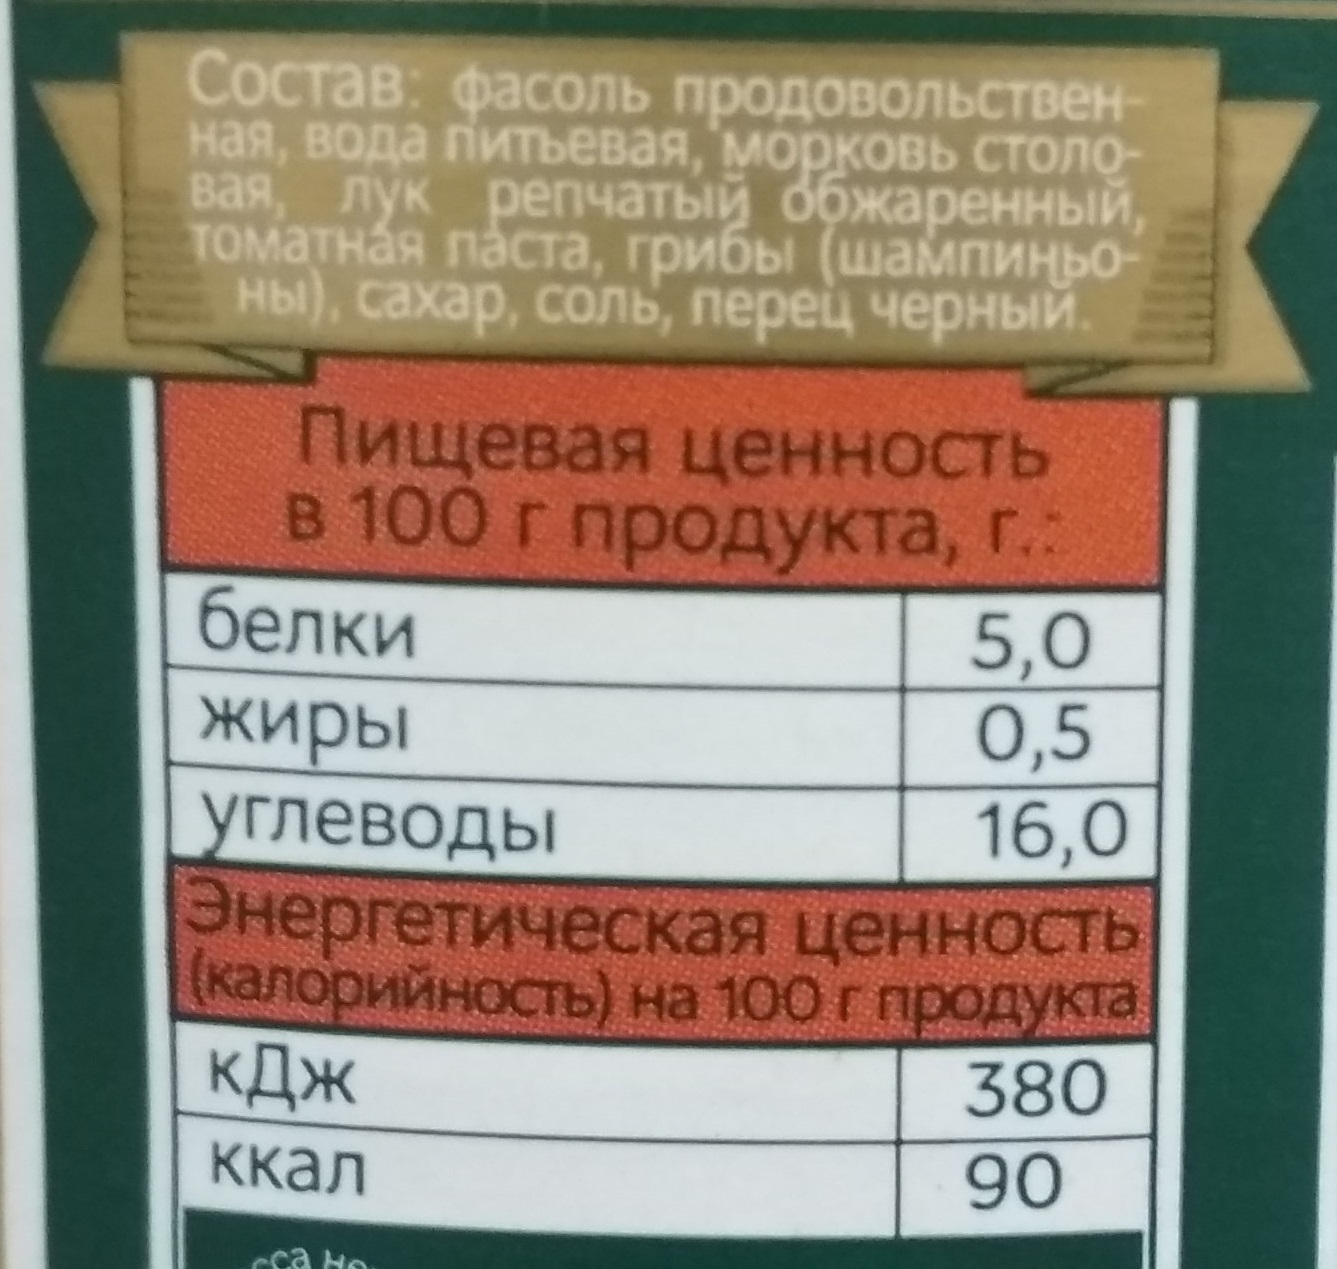 Состав: фасоль продовольствен-
ная, вода питьевая, морковь столо-
вая, лук репчатый обжаренный,
томатная паста, грибы (шампиньо-
ны), сахар, соль, перец черный.
Пищевая ценность
в 100 г продукта, г.:
белки 5,0
жиры 0,5
углеводы 16,0
Энергетическая ценность
(калорийность) на 100 г продукта
кДж 380
ккал 90